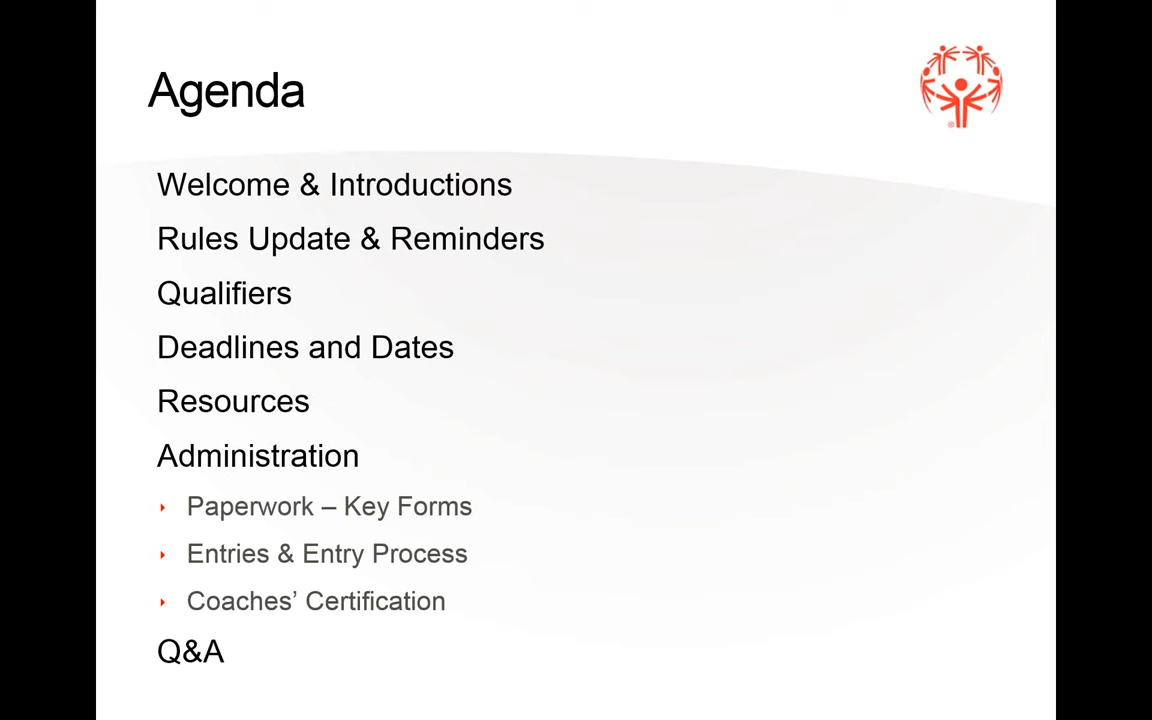 Agenda
Welcome & Introductions
Rules Update & Reminders
Qualifiers
Deadlines and Dates
Resources
Administration
Paperwork – Key Forms
Entries & Entry Process
Coaches’ Certification
Q&A